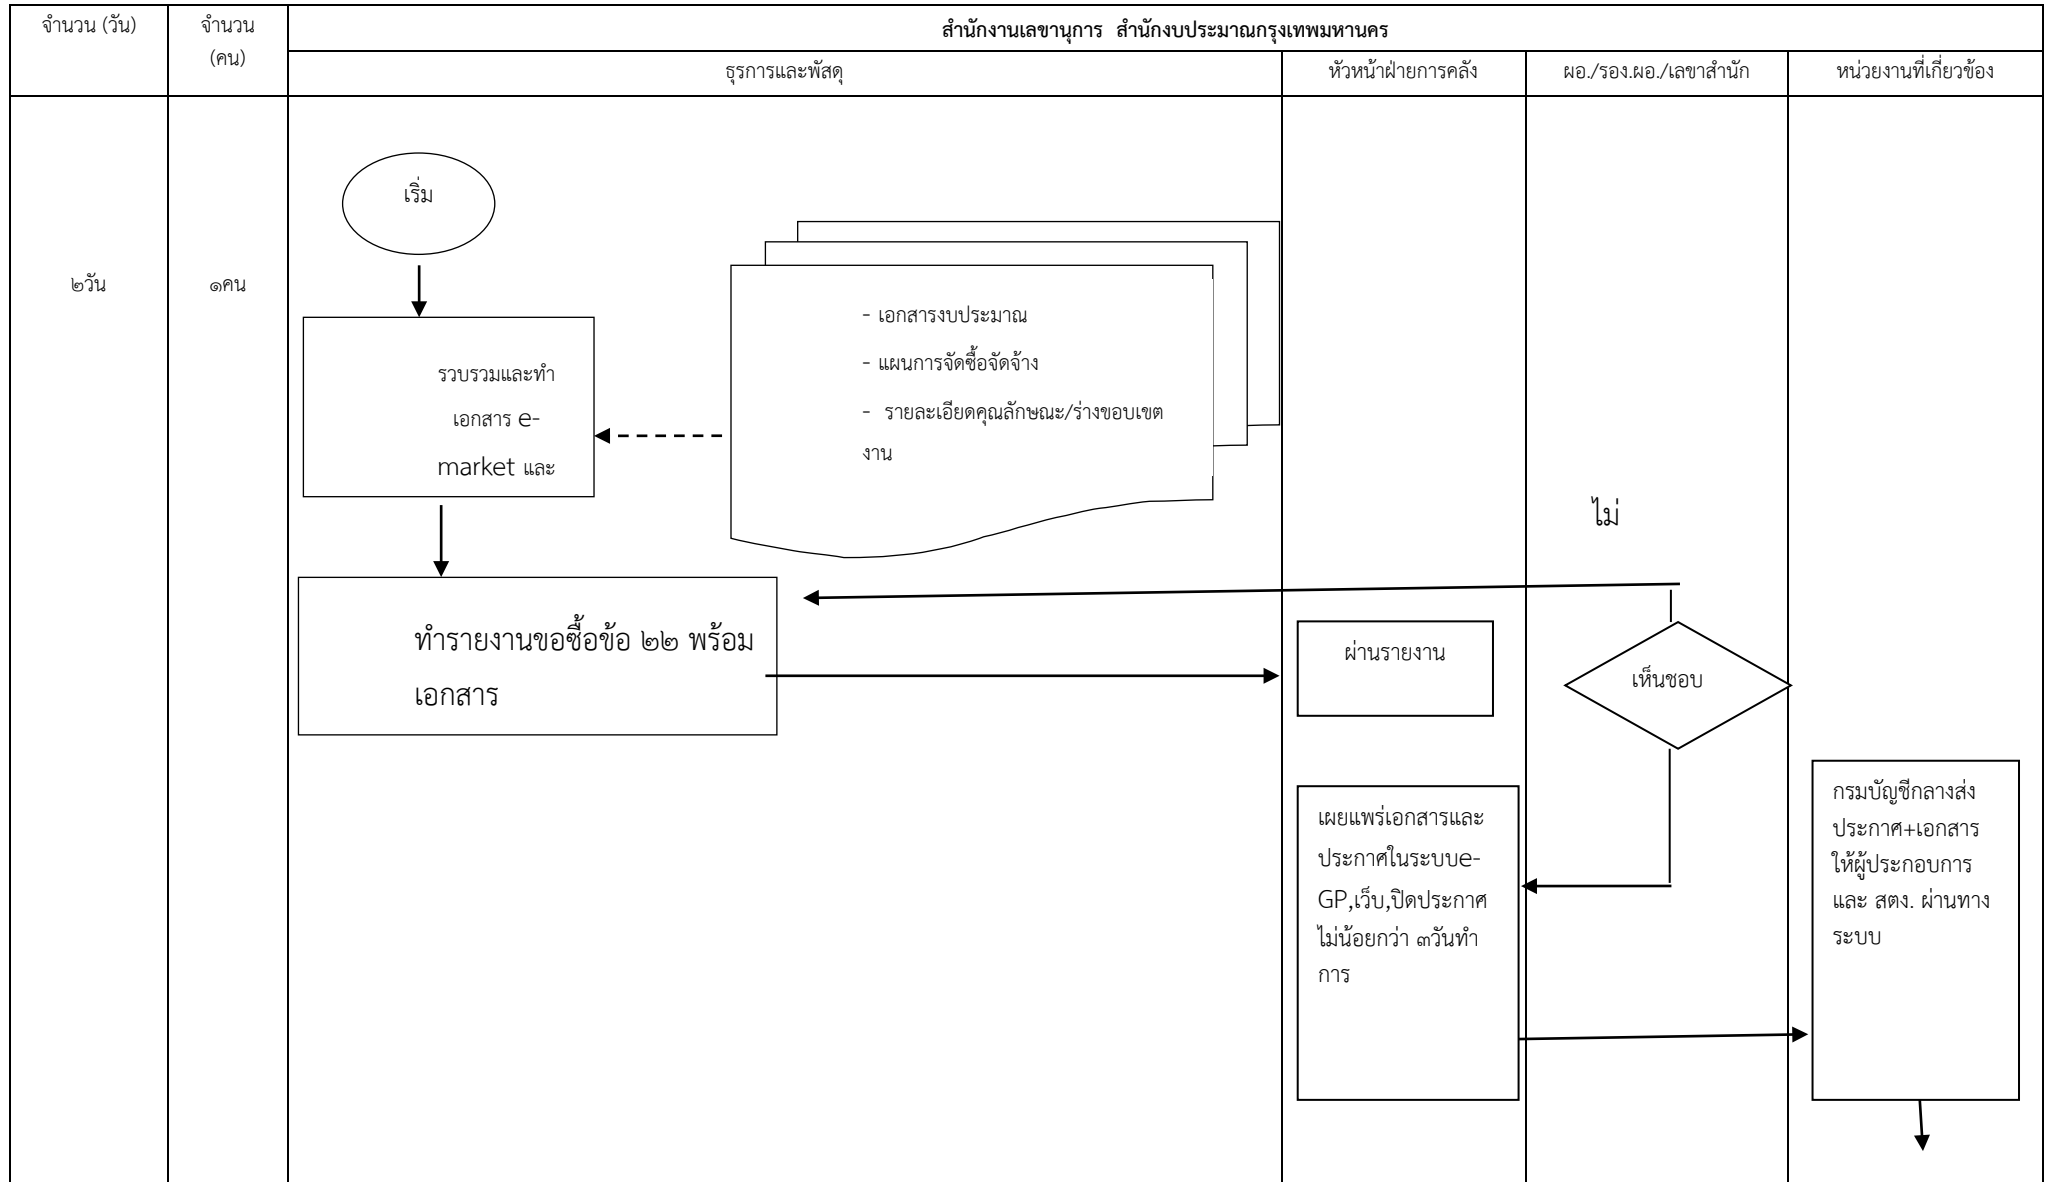 จำนวน (วัน)
จำนวน
(คน)
สำนักงานเลขานุการ สำนักงบประมาณกรุงเทพมหานคร
ธุรการและพัสดุ
หัวหน้าฝ่ายการคลัง
ผอ./รอง.ผอ./เลขาสำนัก
หน่วยงานที่เกี่ยวข้อง
๒วัน
๑คน
เริ่ม
รวบรวมและทำ
เอกสาร e-
market และ
- เอกสารงบประมาณ
- แผนการจัดซื้อจัดจ้าง
- รายละเอียดคุณลักษณะ/ร่างขอบเขต
งาน
ไม่
ทำรายงานขอซื้อข้อ ๒๒ พร้อม
เอกสาร
ผ่านรายงาน
เห็นชอบ
เผยแพร่เอกสารและ
ประกาศในระบบe-
GP,เว็บ,ปิดประกาศ
ไม่น้อยกว่า ๓วันทำ
การ
กรมบัญชีกลางส่ง
ประกาศ+เอกสาร
ให้ผู้ประกอบการ
และ สตง. ผ่านทาง
ระบบ